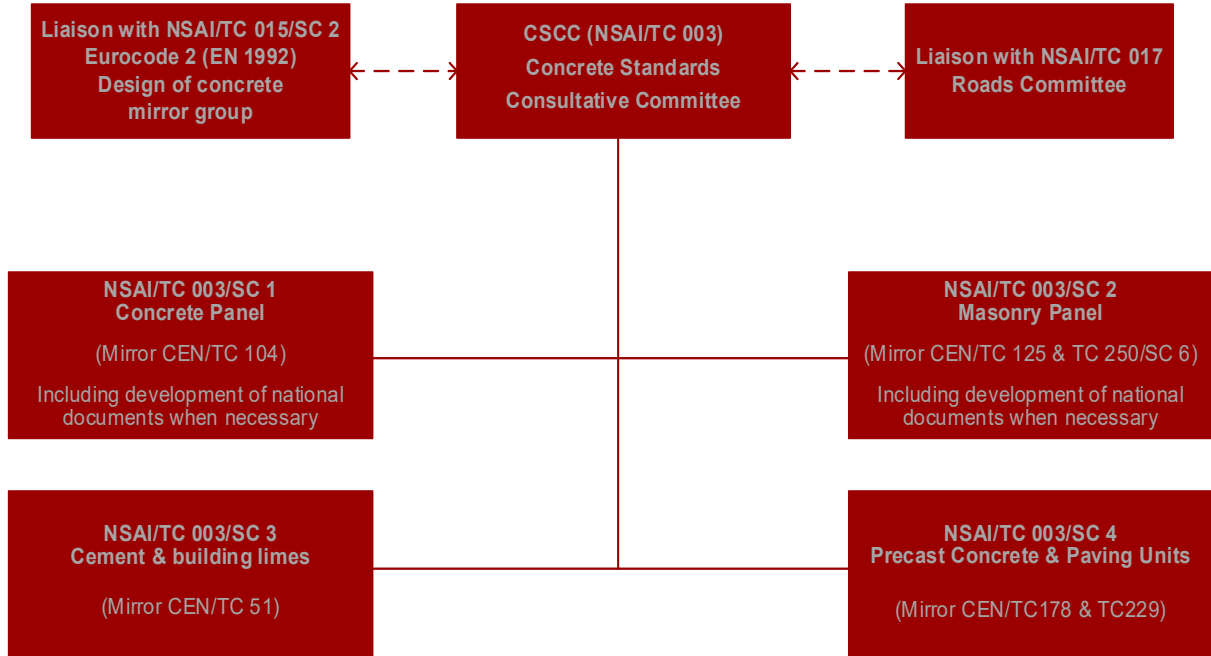 Liaison with NSAI/TC 015/SC 2
Eurocode 2 (EN 1992)
Design of concrete
mirror group
CSCC (NSAI/TC 003)
Concrete Standards
Consultative Committee
Liaison with NSAI/TC 017
Roads Committee
NSAI/TC 003/SC 1
Concrete Panel
(Mirror CEN/TC 104)
Including development of national
documents when necessary
NSAI/TC 003/SC 2
Masonry Panel
(Mirror CEN/TC 125 & TC 250/SC 6)
Including development of national
documents when necessary
NSAI/TC 003/SC 3
Cement & building limes
(Mirror CEN/TC 51)
NSAI/TC 003/SC 4
Precast Concrete & Paving Units
(Mirror CEN/TC178 & TC229)